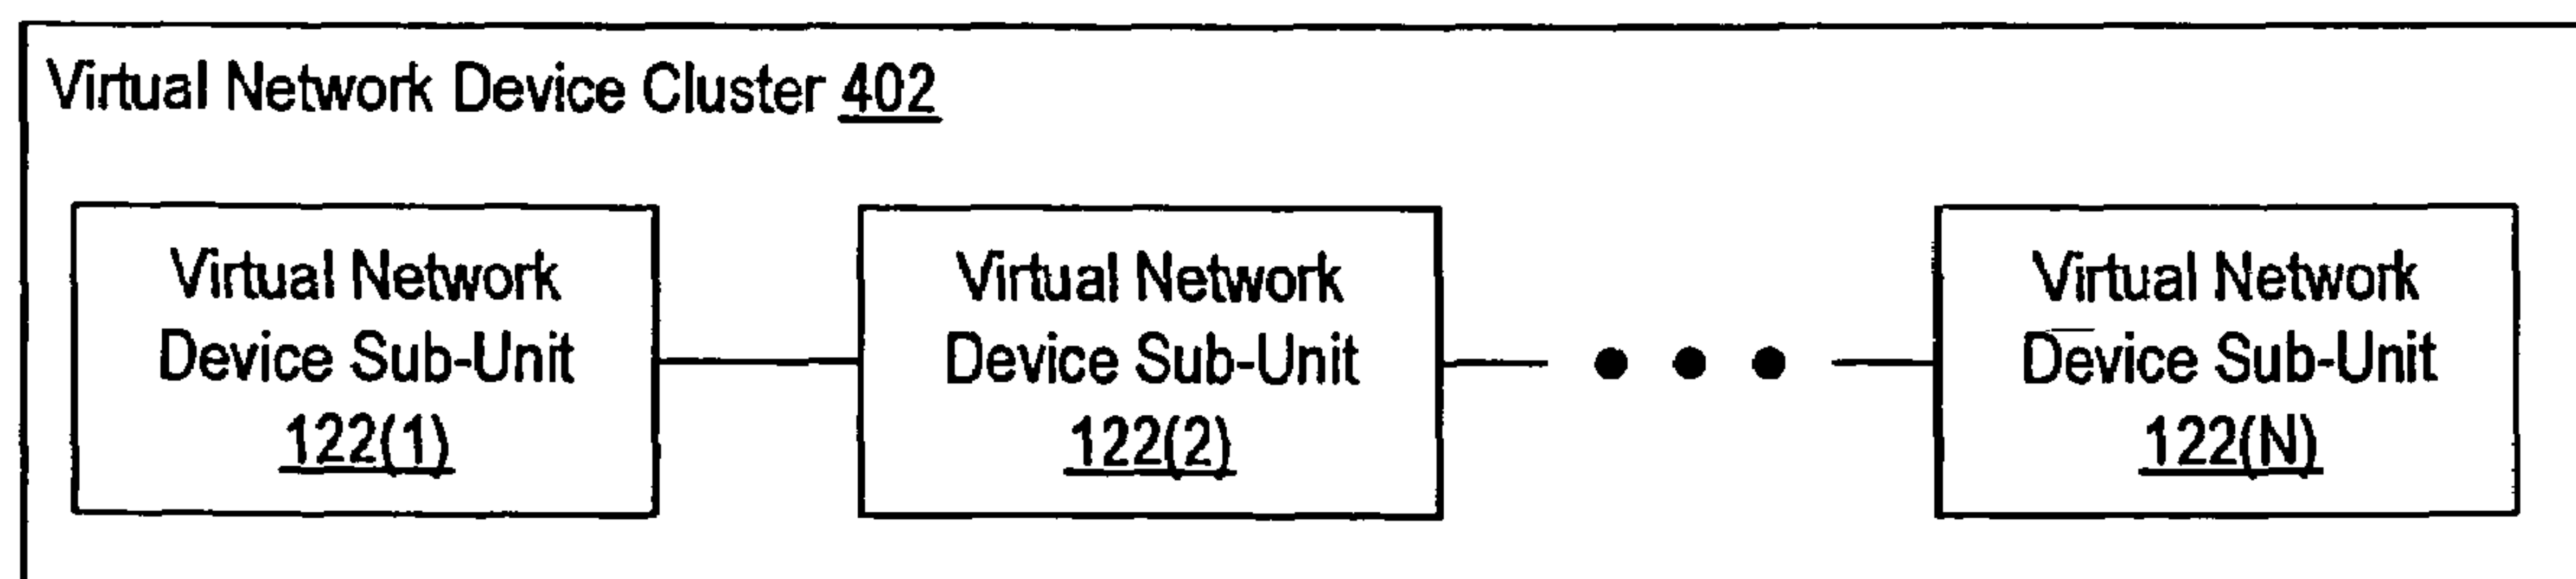 Virtual Network Device Cluster 402
Virtual Network
Device Sub-Unit
122(1)
Virtual Network
Device Sub-Unit
122(2)
Virtual Network
Device Sub-Unit
122(N)